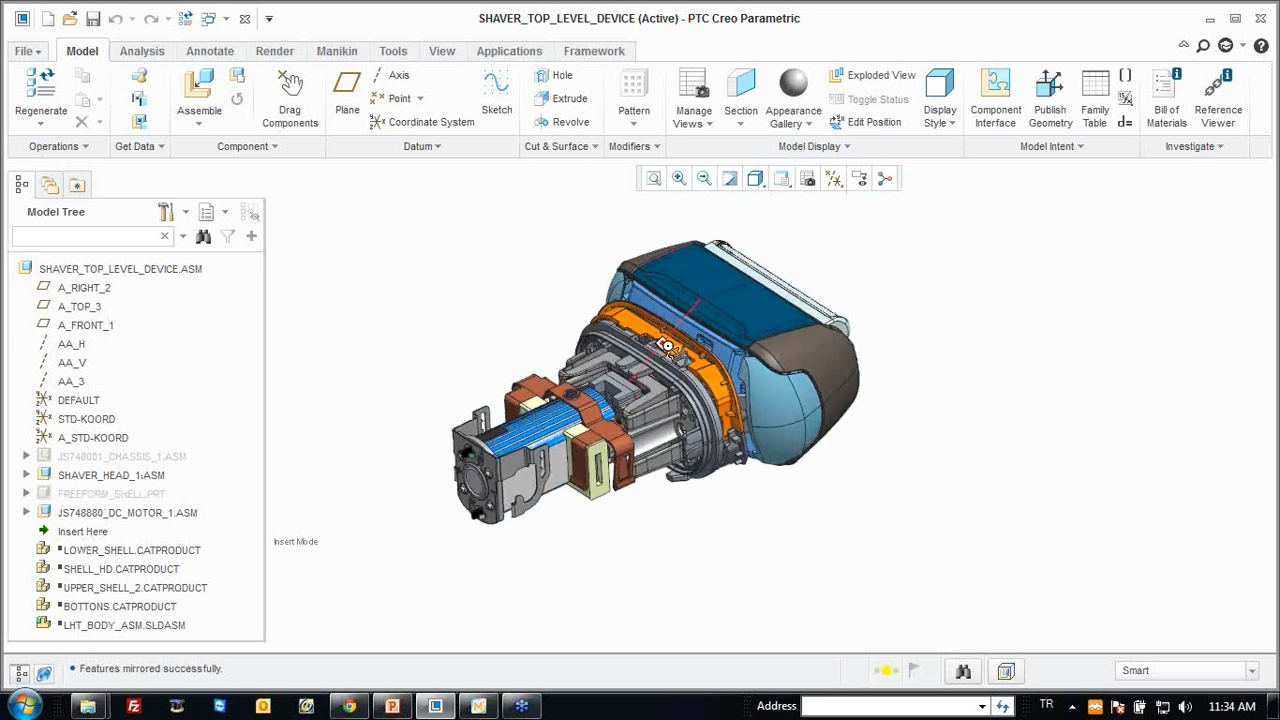 SHAVER_TOP_LEVEL_DEVICE (Active) - PTC Creo Parametric
File Model Analysis Annotate Render Manikin Tools View Applications Framework
Regenerate
Operations
Get Data
Assemble
Drag Components
Component
Plane
Axis
Point
Coordinate System
Sketch
Datum
Hole
Extrude
Revolve
Cut & Surface
Pattern
Modifiers
Manage Views
Section
Appearance Gallery
Exploded View
Toggle Status
Edit Position
Display Style
Model Display
Component Interface
Publish Geometry
Family Table
d=
Model Intent
Bill of Materials
Reference Viewer
Investigate
Model Tree
SHAVER_TOP_LEVEL_DEVICE.ASM
A_RIGHT_2
A_TOP_3
A_FRONT_1
AA_H
AA_V
AA_3
DEFAULT
STD-KOORD
A_STD-KOORD
JS748001_CHASSIS_1.ASM
SHAVER_HEAD_1.ASM
FREEFORM_SHELL.PRT
JS748880_DC_MOTOR_1.ASM
Insert Here
LOWER_SHELL.CATPRODUCT
SHELL_HD.CATPRODUCT
UPPER_SHELL_2.CATPRODUCT
BOTTONS.CATPRODUCT
LHT_BODY_ASM.SLDASM
Insert Mode
• Features mirrored successfully.
Smart
Address
TR
11:34 AM